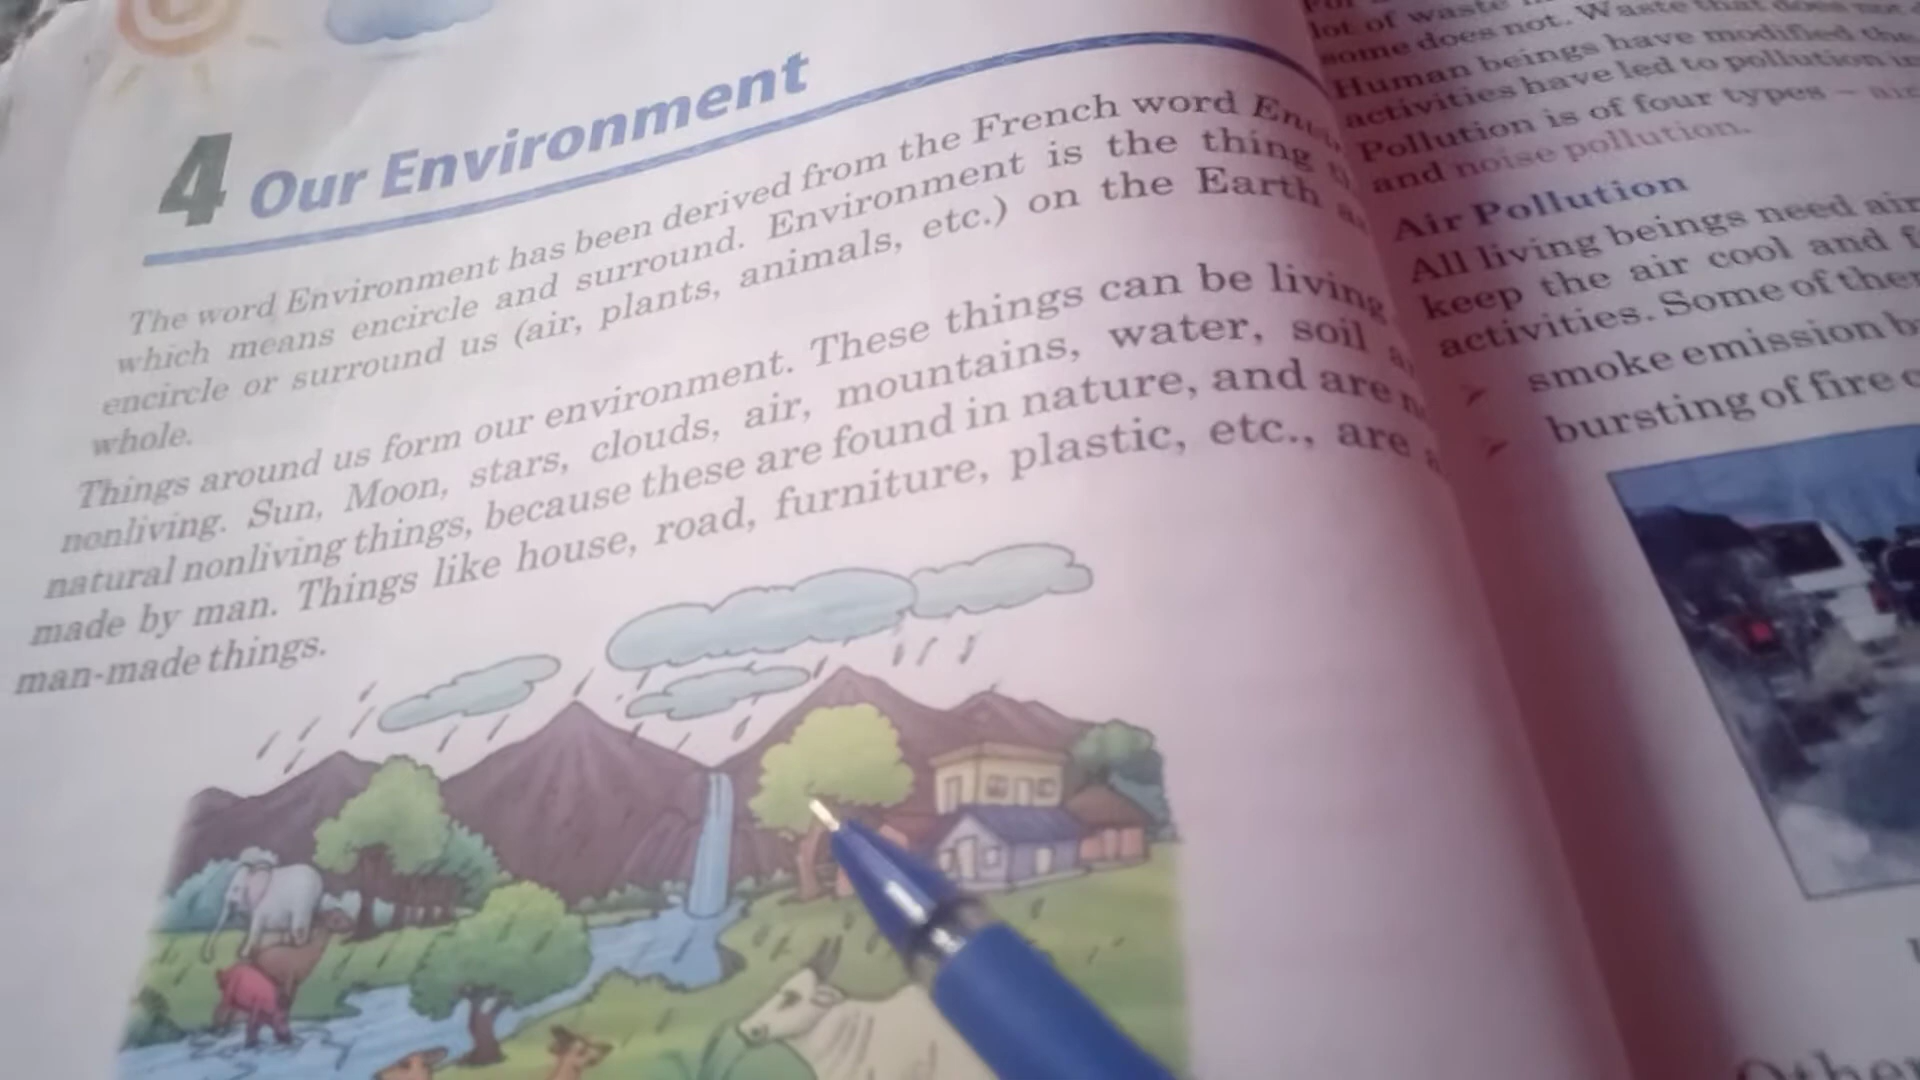 4 Our Environment
The word Environment has been derived from the French word
which means encircle and surround. Environment is the thing
encircle or surround us (air, plants, animals, etc.) on the Earth
whole.
Things around us form our environment. These things can be living
nonliving. Sun, Moon, stars, clouds, air, mountains, water, soil
natural nonliving things, because these are found in nature, and are
made by man. Things like house, road, furniture, plastic, etc., are
man-made things.
lot of waste
some does not. Waste that does not
Human beings have modified the
activities have led to pollution
Pollution is of four types – air
and noise pollution.
Air Pollution
All living beings need air
keep the air cool and
activities. Some of
smoke emission
bursting of fire